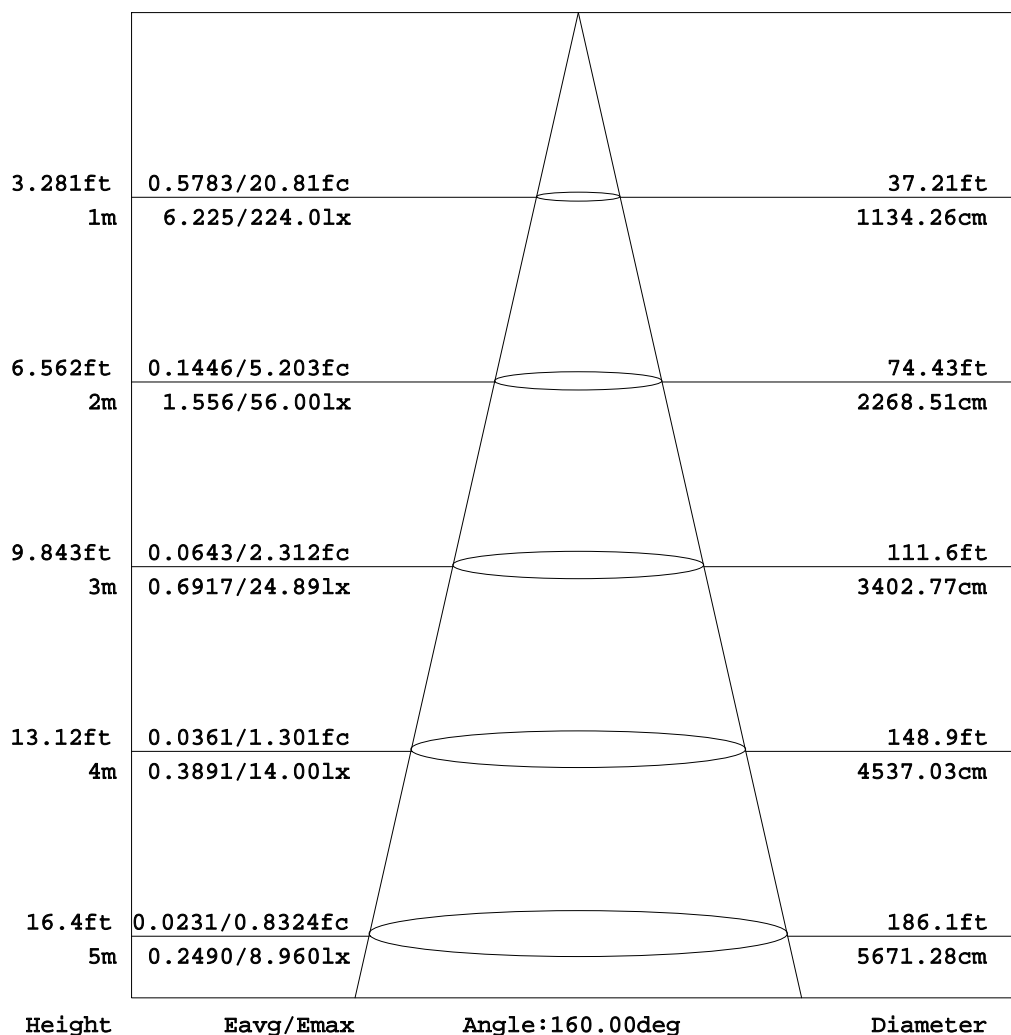 3.281ft 0.5783/20.81fc 37.21ft
1m 6.225/224.0lx 1134.26cm
6.562ft 0.1446/5.203fc 74.43ft
2m 1.556/56.00lx 2268.51cm
9.843ft 0.0643/2.312fc 111.6ft
3m 0.6917/24.89lx 3402.77cm
13.12ft 0.0361/1.301fc 148.9ft
4m 0.3891/14.00lx 4537.03cm
16.4ft 0.0231/0.8324fc 186.1ft
5m 0.2490/8.960lx 5671.28cm
Height Eavg/Emax Angle:160.00deg Diameter